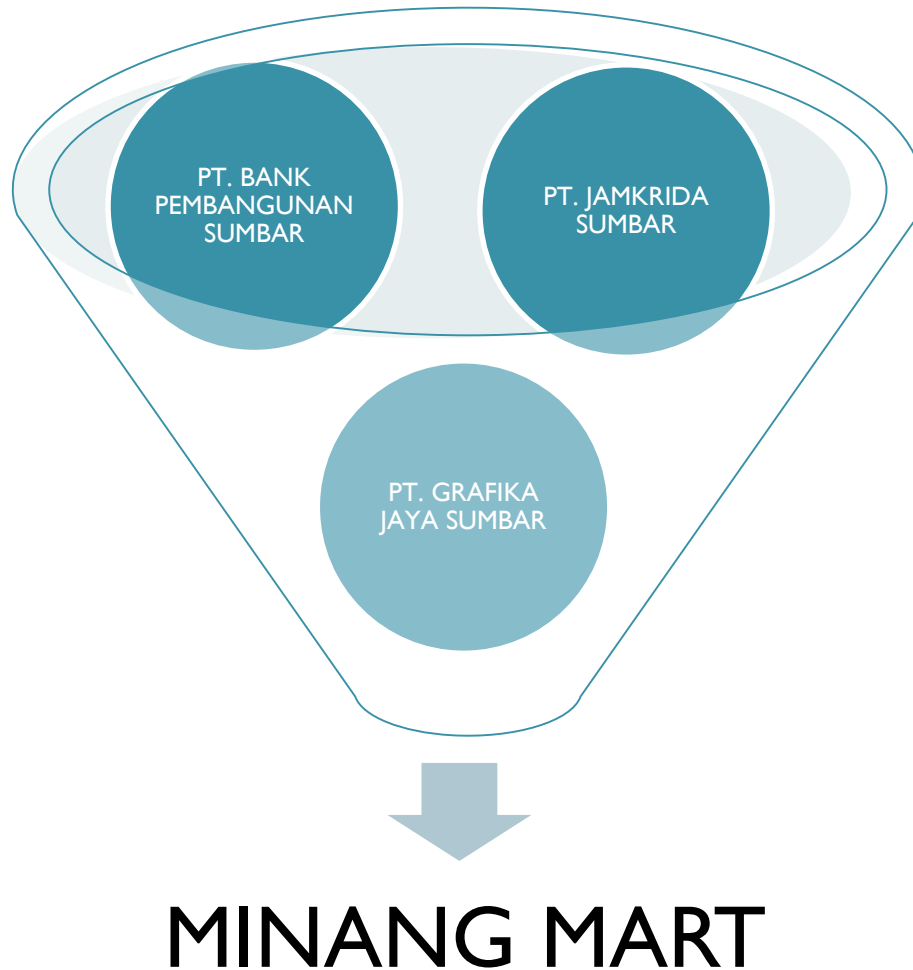 PT. BANK
PEMBANGUNAN
SUMBAR
PT. JAMKRIDA
SUMBAR
PT. GRAFIKA
JAYA SUMBAR
MINANG MART